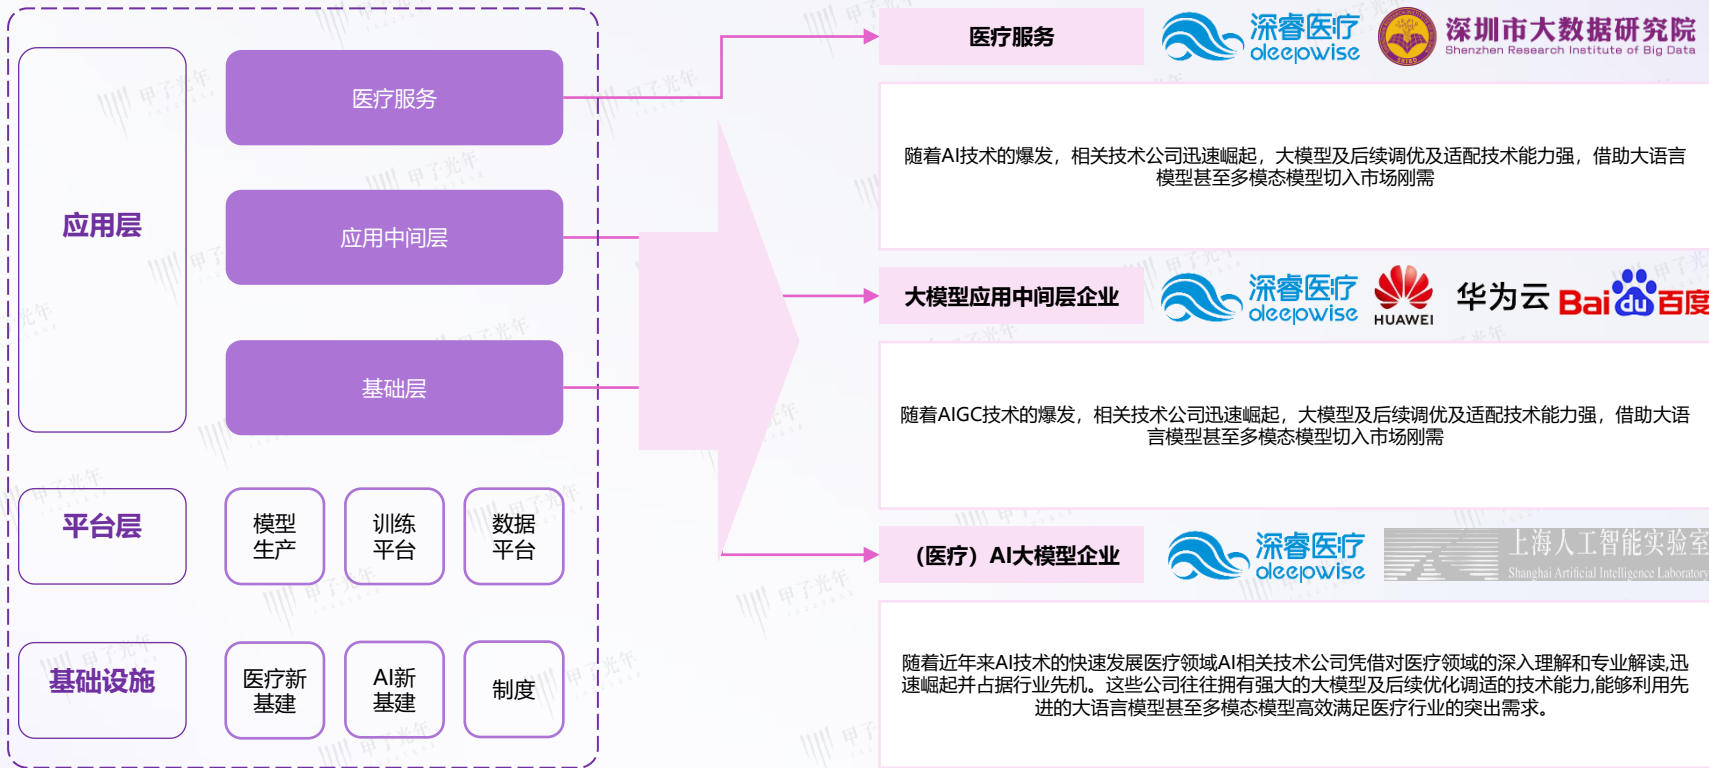 应用层
医疗服务
应用中间层
基础层
平台层
模型
生产
训练
平台
数据
平台
基础设施
医疗新
基建
AI新
基建
制度
医疗服务
深睿医疗
deepwise
深圳市大数据研究院
Shenzhen Research Institute of Big Data
随着AI技术的爆发，相关技术公司迅速崛起，大模型及后续调优及适配技术能力强，借助大语言
模型甚至多模态模型切入市场刚需
大模型应用中间层企业
深睿医疗
deepwise
HUAWEI
华为云
Bai du 百度
随着AIGC技术的爆发，相关技术公司迅速崛起，大模型及后续调优及适配技术能力强，借助大语
言模型甚至多模态模型切入市场刚需
（医疗）AI大模型企业
深睿医疗
deepwise
上海人工智能实验室
Shanghai Artificial Intelligence Laboratory
随着近年来AI技术的快速发展医疗领域AI相关技术公司凭借对医疗领域的深入理解和专业解读,迅
速崛起并占据行业先机。这些公司往往拥有强大的大模型及后续优化调适的技术能力,能够利用先
进的大语言模型甚至多模态模型高效满足医疗行业的突出需求。
甲子光年